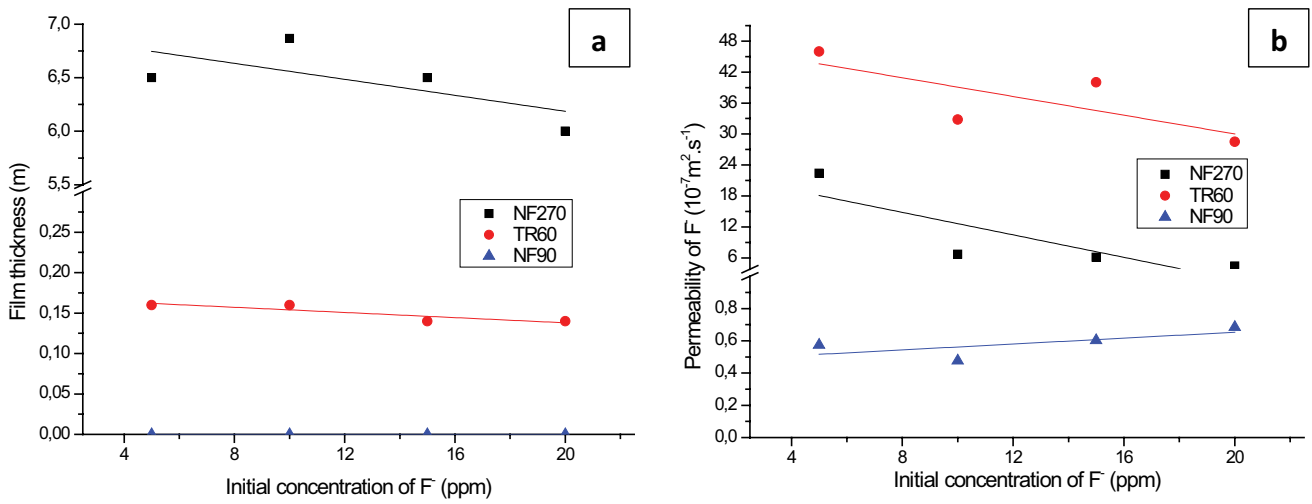 a
Film thickness (m)
7,0
6,5
6,0
5,5
0,25
0,20
0,15
0,10
0,05
0,00
NF270
TR60
NF90
4
8
12
16
20
Initial concentration of F⁻ (ppm)
b
Permeability of F⁻ (10⁻⁷m².s⁻¹)
48
42
36
30
24
18
12
6
0,8
0,6
0,4
0,2
0,0
NF270
TR60
NF90
4
8
12
16
20
Initial concentration of F⁻ (ppm)